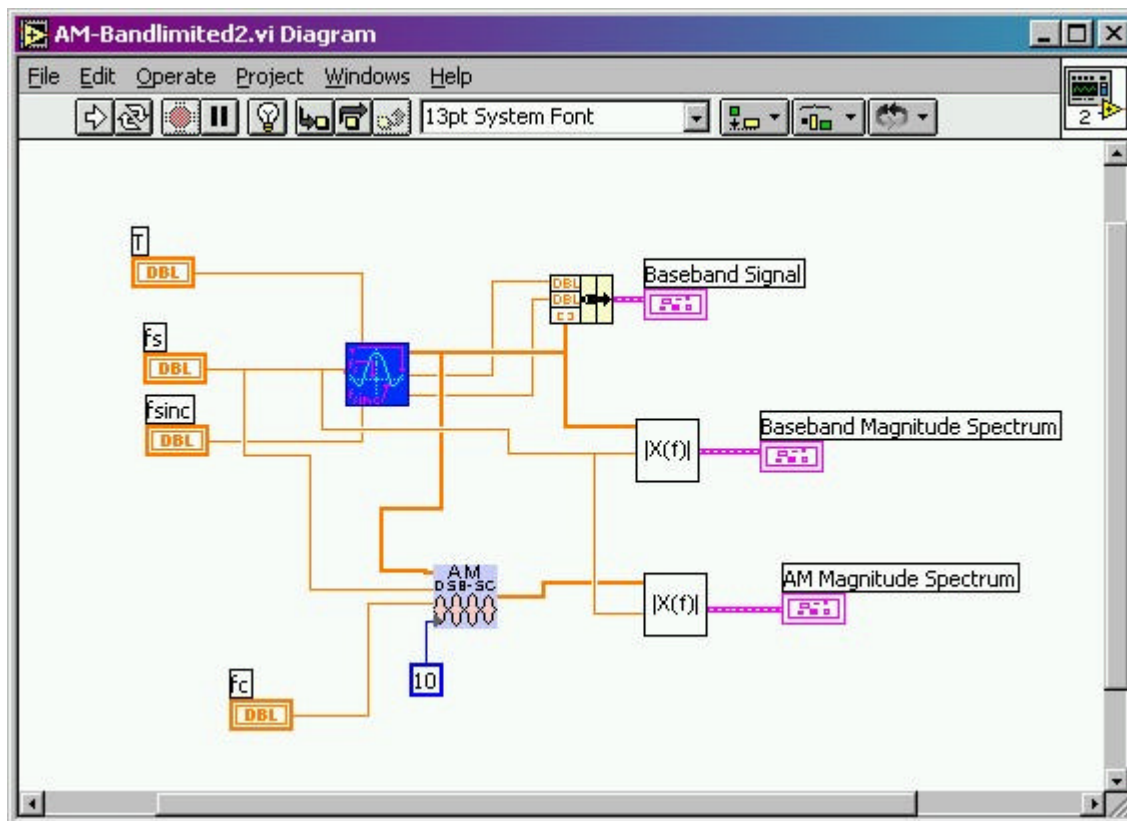 AM-Bandlimited2.vi Diagram
File Edit Operate Project Windows Help
13pt System Font
2
T
DBL
Baseband Signal
DBL
DBL
fs
DBL
fsinc
fsinc
DBL
Baseband Magnitude Spectrum
|X(f)|
AM
DSB-SC
AM Magnitude Spectrum
|X(f)|
10
fc
DBL